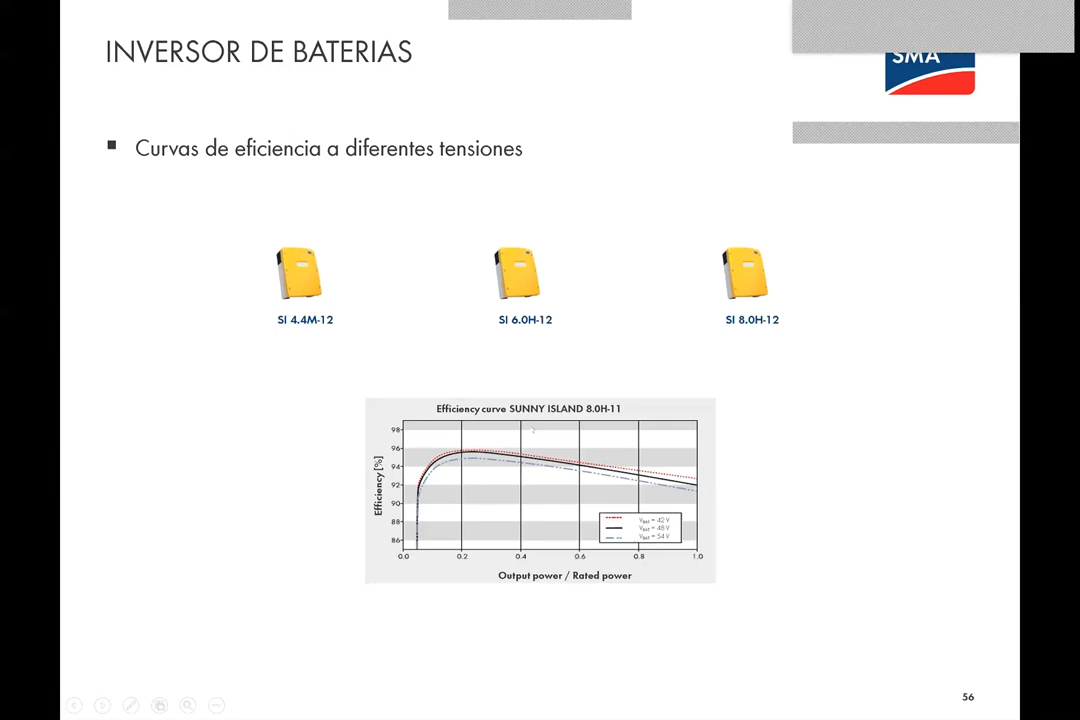 INVERSOR DE BATERIAS
SMA
▪ Curvas de eficiencia a diferentes tensiones
SI 4.4M-12
SI 6.0H-12
SI 8.0H-12
Efficiency curve SUNNY ISLAND 8.0H-11
Efficiency [%]
98
96
94
92
90
88
86
0.0 0.2 0.4 0.6 0.8 1.0
V_BAT = 42 V
V_BAT = 48 V
V_BAT = 54 V
Output power / Rated power
56